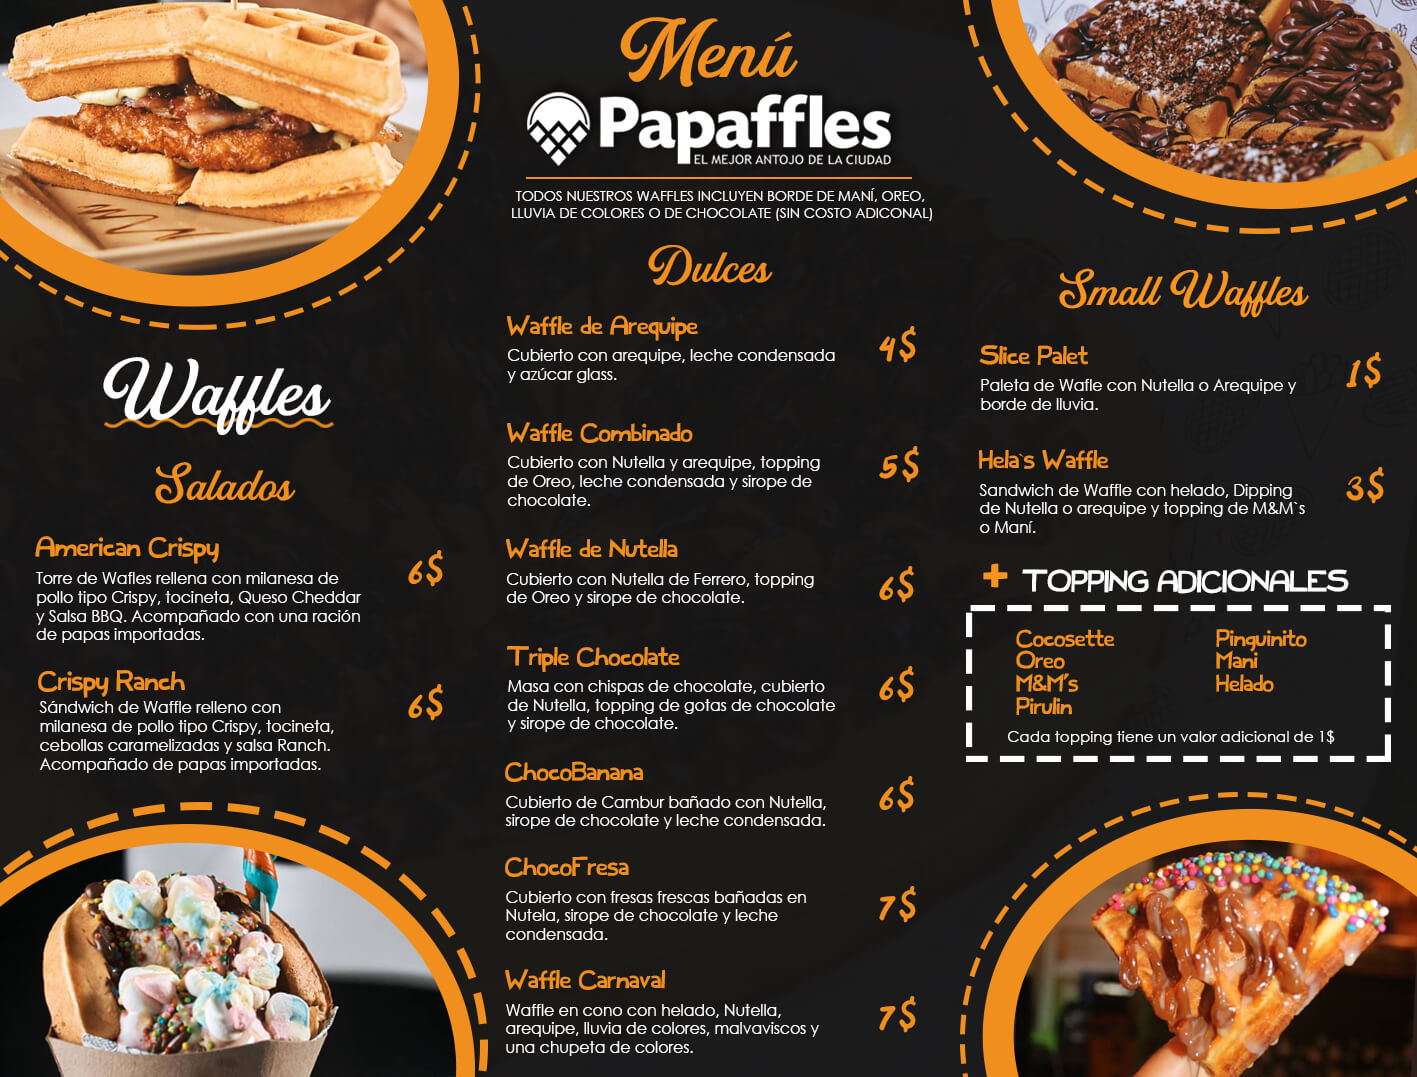 Menú
Papaffles
EL MEJOR ANTOJO DE LA CIUDAD
TODOS NUESTROS WAFFLES INCLUYEN BORDE DE MANÍ, OREO,
LLUVIA DE COLORES O DE CHOCOLATE (SIN COSTO ADICONAL)
Waffles
Salados
American Crispy
6$
Torre de Wafles rellena con milanesa de
pollo tipo Crispy, tocineta, Queso Cheddar
y Salsa BBQ. Acompañado con una ración
de papas importadas.
Crispy Ranch
6$
Sándwich de Waffle relleno con
milanesa de pollo tipo Crispy, tocineta,
cebollas caramelizadas y salsa Ranch.
Acompañado de papas importadas.
Dulces
Waffle de Arequipe
4$
Cubierto con arequipe, leche condensada
y azúcar glass.
Waffle Combinado
5$
Cubierto con Nutella y arequipe, topping
de Oreo, leche condensada y sirope de
chocolate.
Waffle de Nutella
6$
Cubierto con Nutella de Ferrero, topping
de Oreo y sirope de chocolate.
Triple Chocolate
6$
Masa con chispas de chocolate, cubierto
de Nutella, topping de gotas de chocolate
y sirope de chocolate.
ChocoBanana
6$
Cubierto de Cambur bañado con Nutella,
sirope de chocolate y leche condensada.
ChocoFresa
7$
Cubierto con fresas frescas bañadas en
Nutela, sirope de chocolate y leche
condensada.
Waffle Carnaval
7$
Waffle en cono con helado, Nutella,
arequipe, lluvia de colores, malvaviscos y
una chupeta de colores.
Small Waffles
Slice Palet
1$
Paleta de Wafle con Nutella o Arequipe y
borde de lluvia.
Hela`s Waffle
3$
Sandwich de Waffle con helado, Dipping
de Nutella o arequipe y topping de M&M`s
o Maní.
+ TOPPING ADICIONALES
Cocosette
Oreo
M&M's
Pirulin
Pinguinito
Mani
Helado
Cada topping tiene un valor adicional de 1$